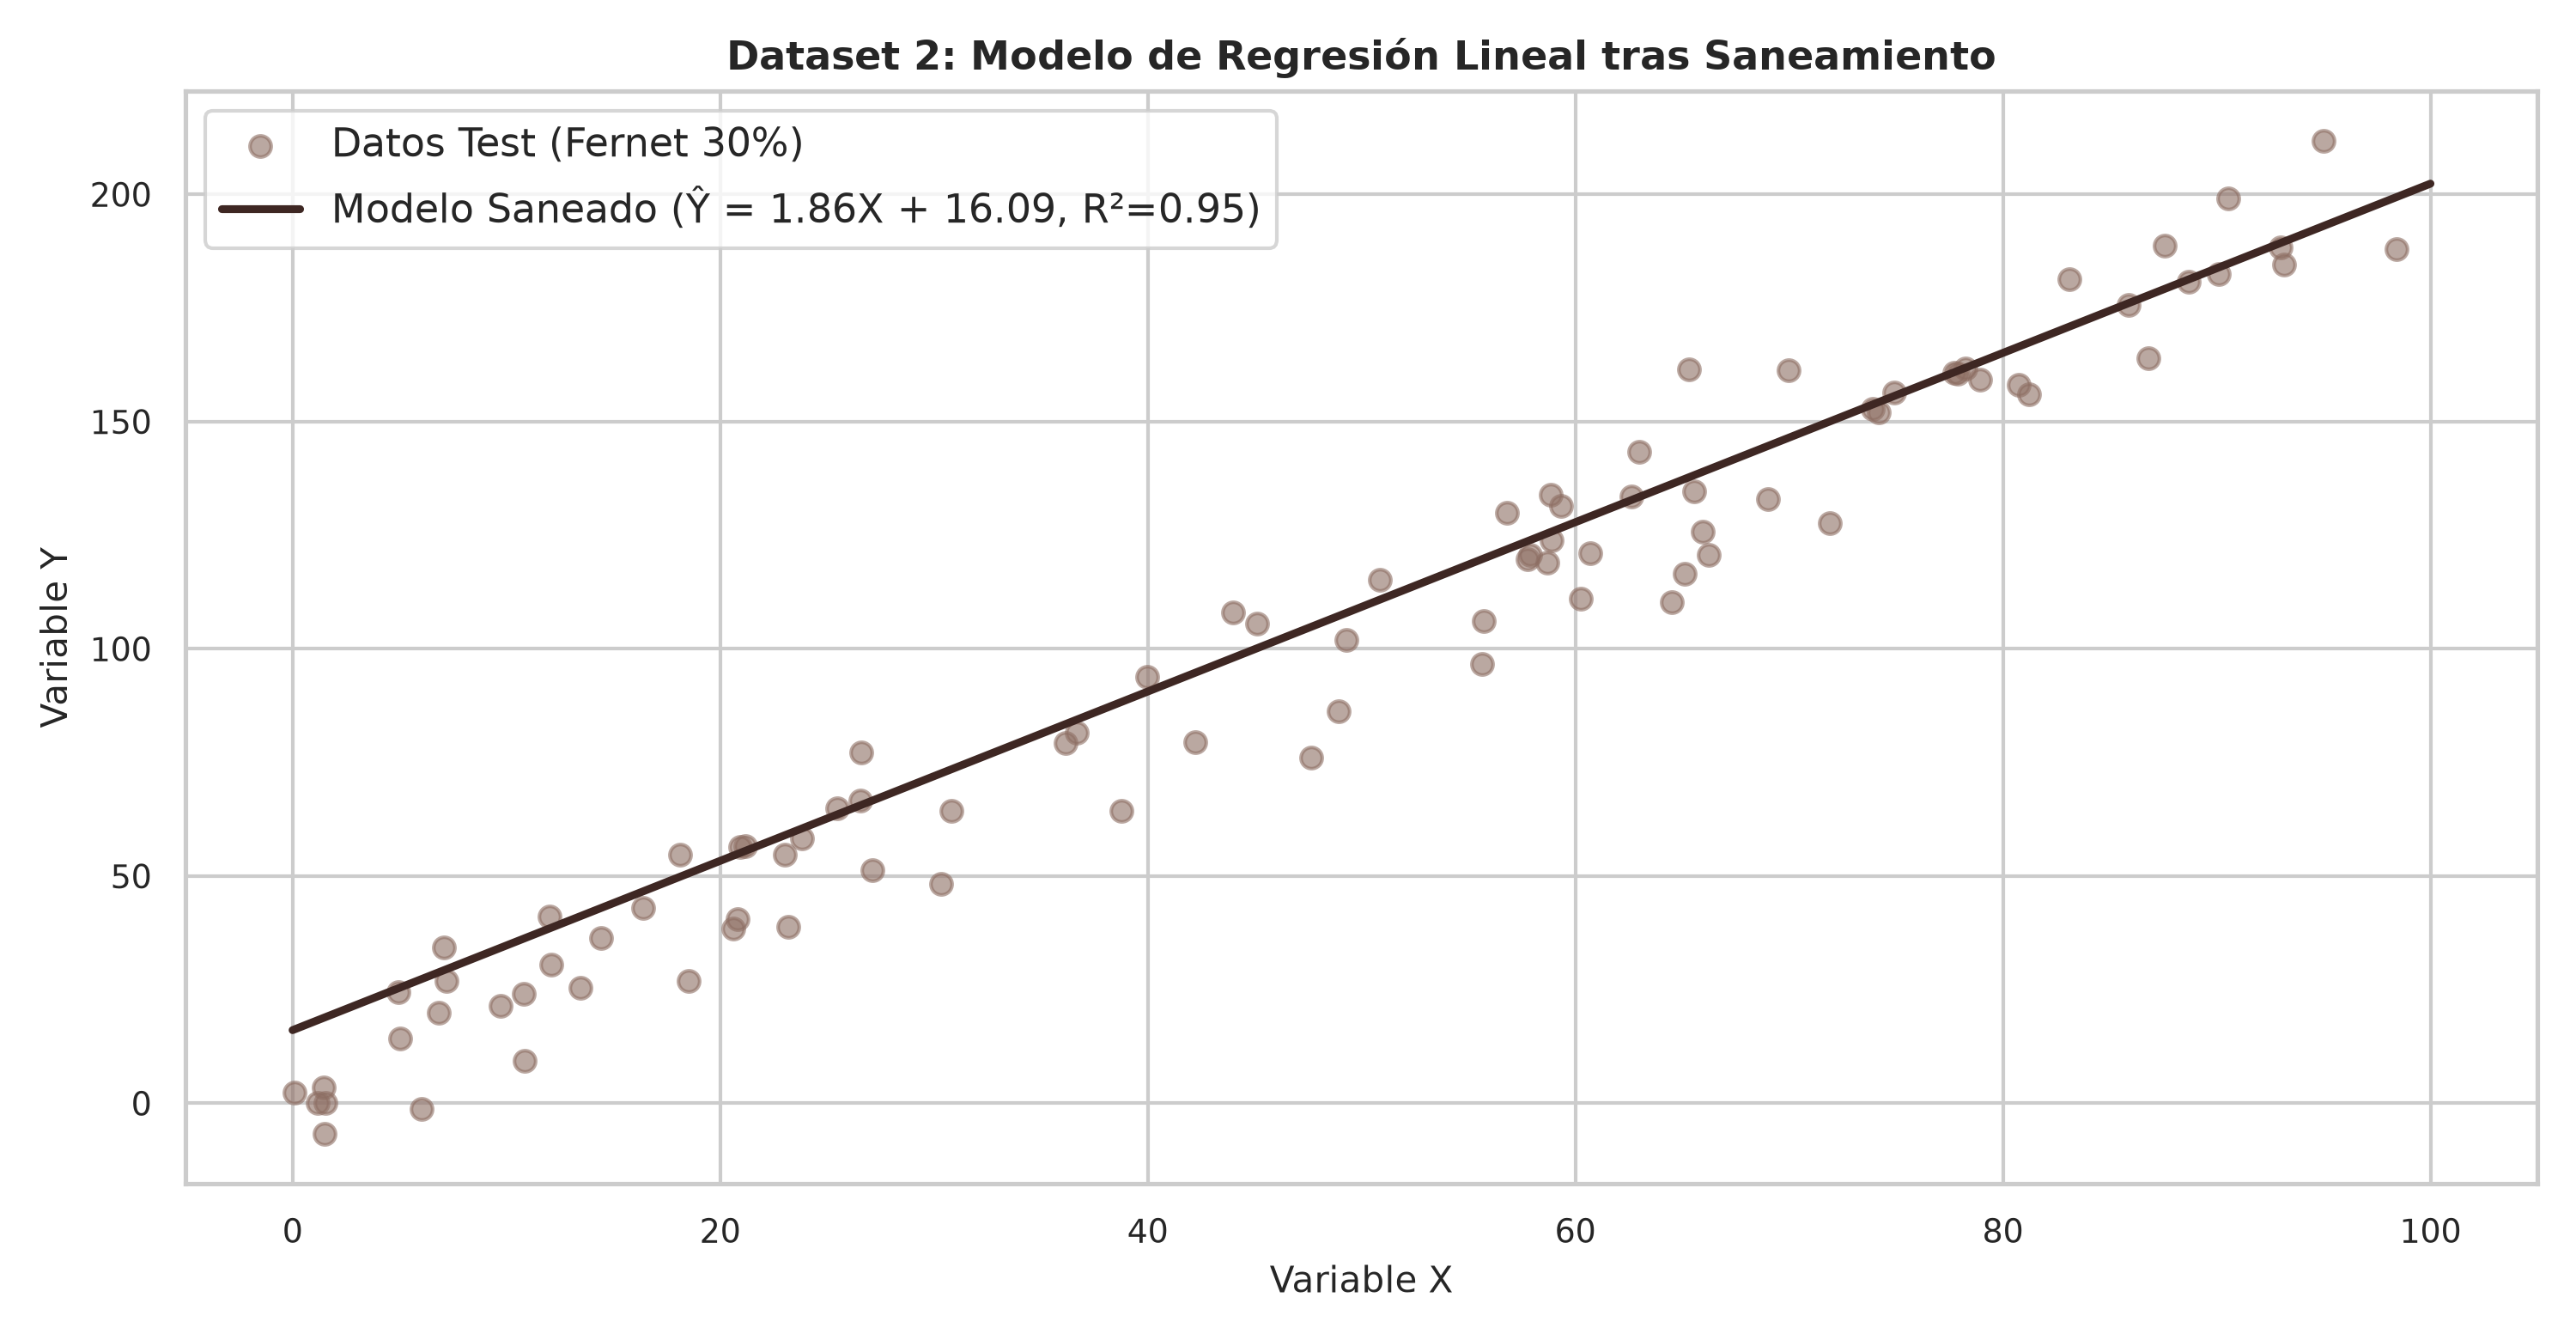 Dataset 2: Modelo de Regresión Lineal tras Saneamiento
Datos Test (Fernet 30%)
Modelo Saneado (Ŷ = 1.86X + 16.09, R²=0.95)
Variable Y
200
150
100
50
0
0 20 40 60 80 100
Variable X